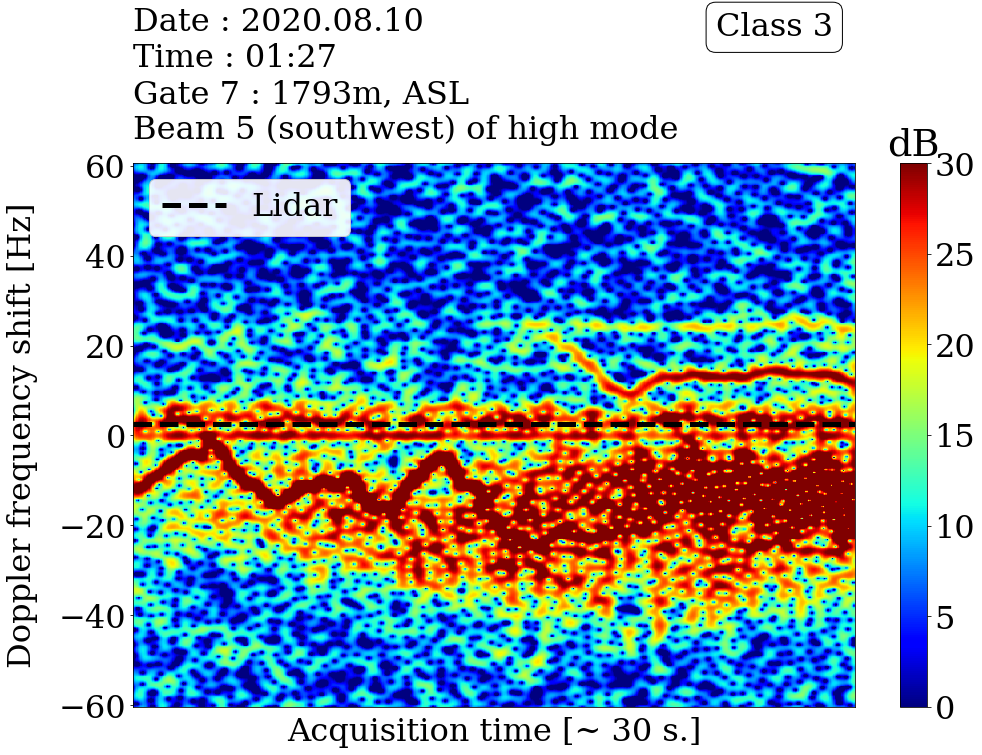 Date : 2020.08.10
Time : 01:27
Gate 7 : 1793m, ASL
Beam 5 (southwest) of high mode
Class 3
dB
Lidar
Doppler frequency shift [Hz]
60
40
20
0
−20
−40
−60
Acquisition time [~ 30 s.]
30
25
20
15
10
5
0